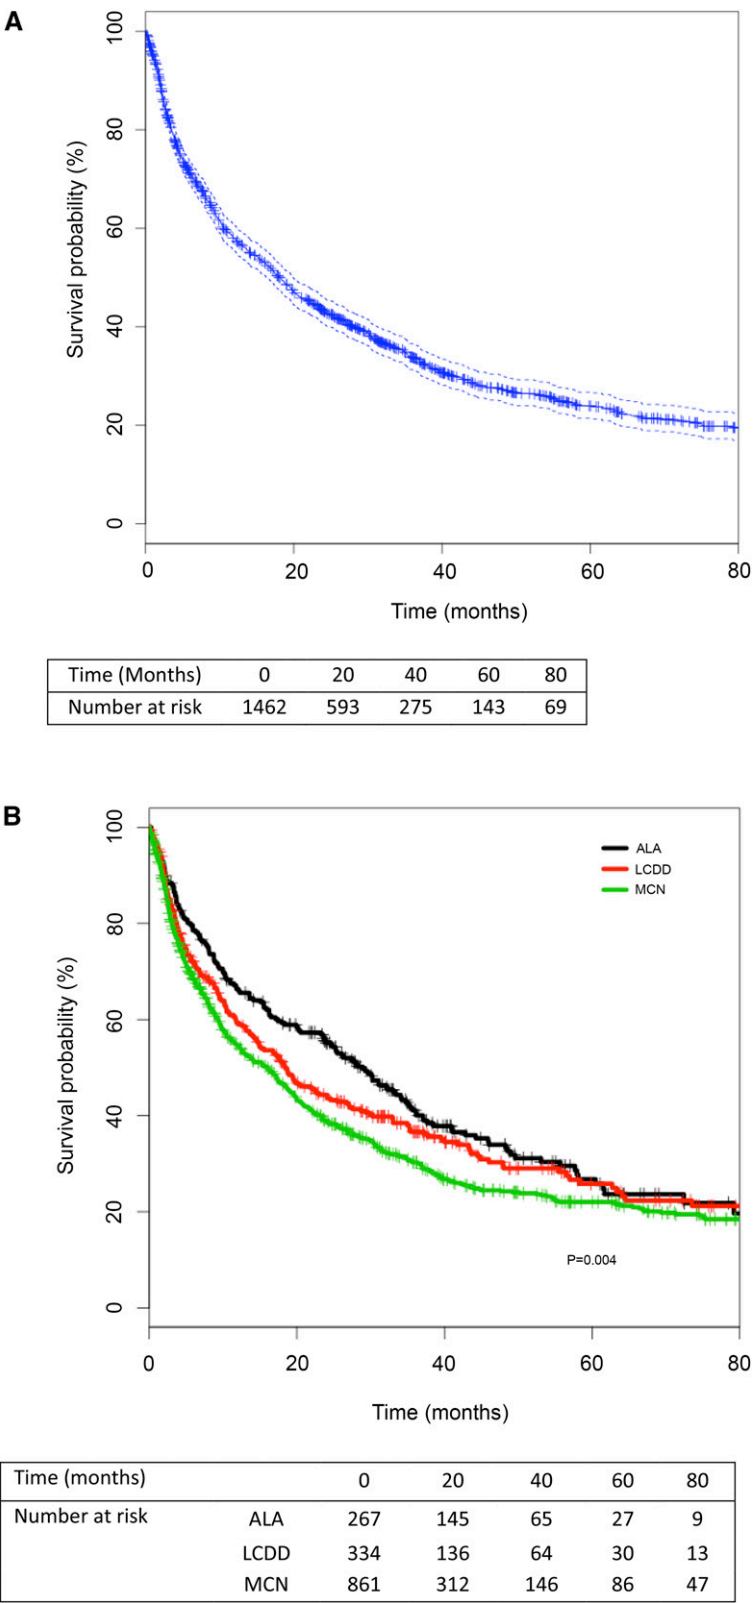 A
100
80
60
40
20
0
Survival probability (%)
0 20 40 60 80
Time (months)
Time (Months) 0 20 40 60 80
Number at risk 1462 593 275 143 69
B
100
80
60
40
20
0
Survival probability (%)
ALA
LCDD
MCN
P=0.004
0 20 40 60 80
Time (months)
Time (months) 0 20 40 60 80
Number at risk ALA 267 145 65 27 9
LCDD 334 136 64 30 13
MCN 861 312 146 86 47